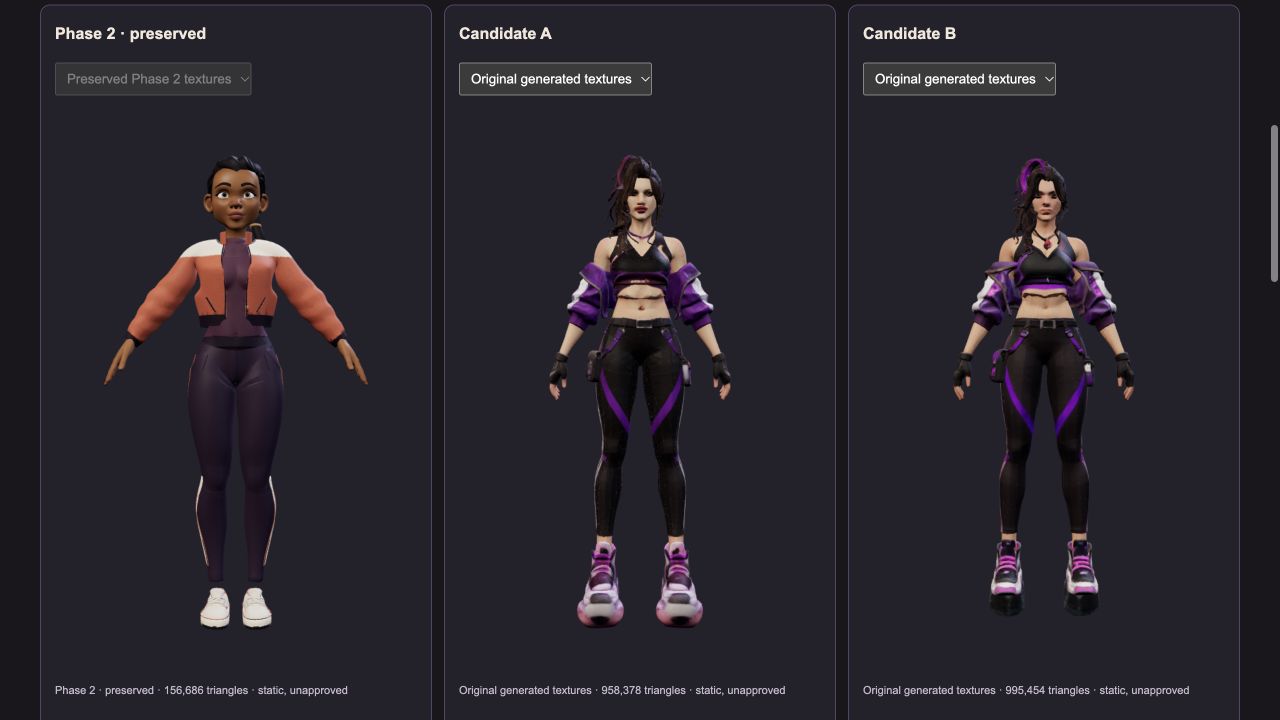 Phase 2 · preserved
Preserved Phase 2 textures
Phase 2 · preserved · 156,686 triangles · static, unapproved
Candidate A
Original generated textures
Original generated textures · 958,378 triangles · static, unapproved
Candidate B
Original generated textures
Original generated textures · 995,454 triangles · static, unapproved